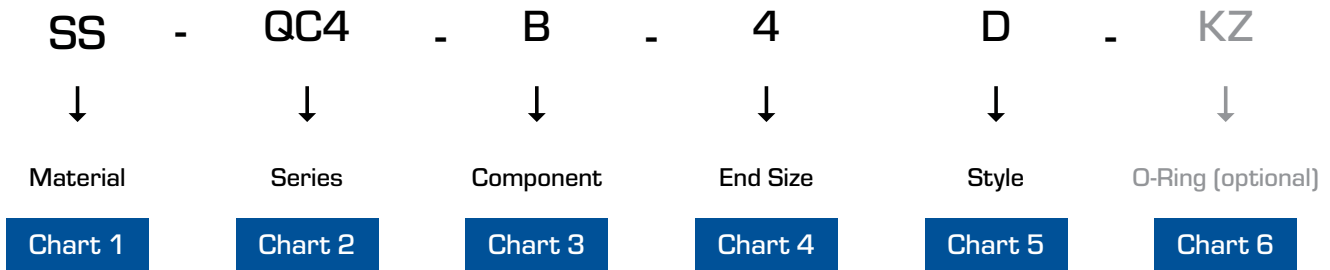 SS - QC4 - B - 4 D - KZ
↓ ↓ ↓ ↓ ↓ ↓
Material Series Component End Size Style O-Ring (optional)
Chart 1 Chart 2 Chart 3 Chart 4 Chart 5 Chart 6